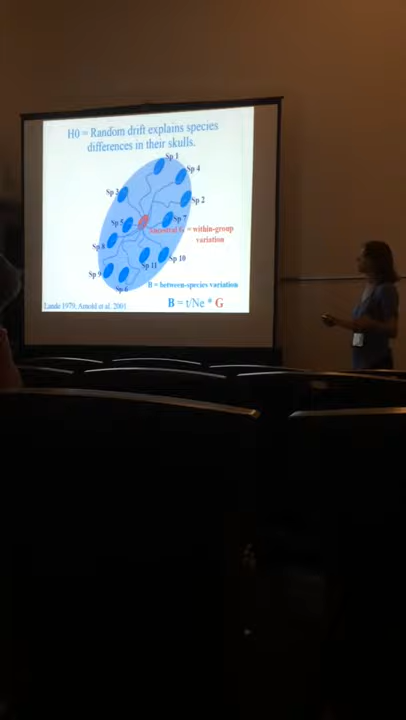 H0 = Random drift explains species
differences in their skulls.
Sp 1
Sp 4
Sp 3
Sp 2
Sp 5
Sp 7
Ancestral = within-group
variation
Sp 8
Sp 10
Sp 11
Sp 9
Sp 6
B = between-species variation
Lande 1979, Arnold et al. 2001
B = t/Ne * G